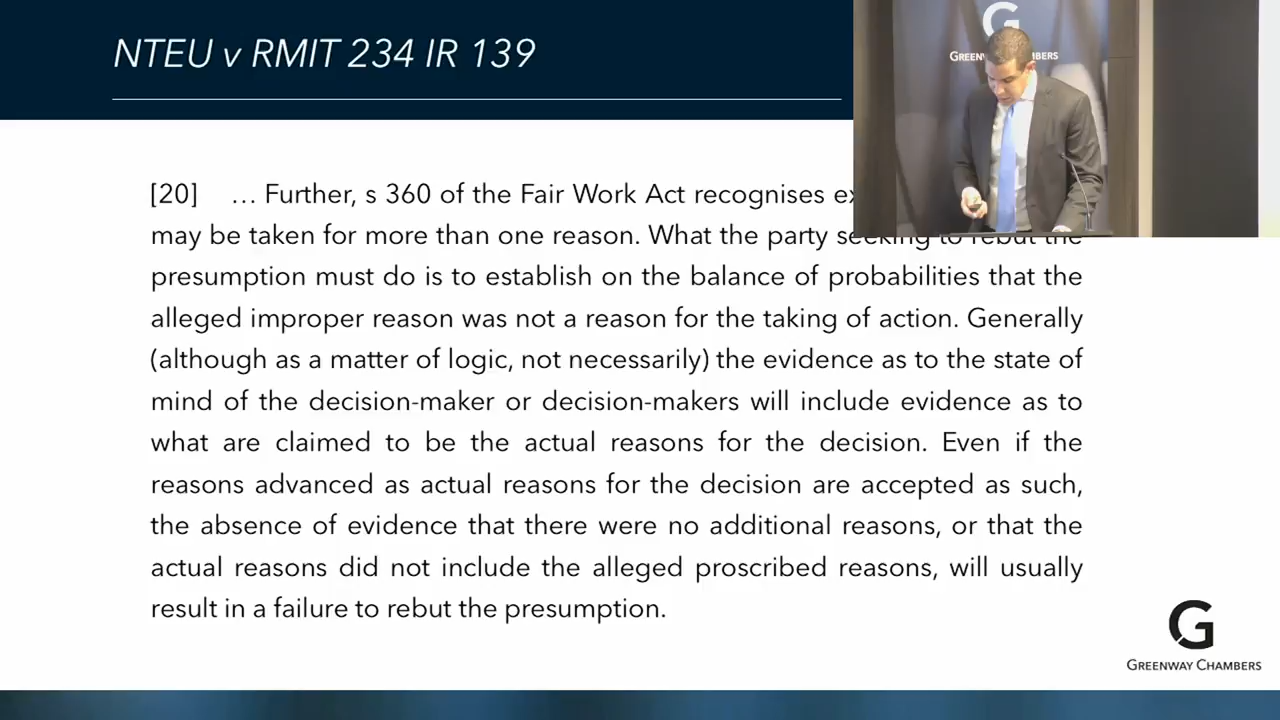 NTEU v RMIT 234 IR 139
[20] … Further, s 360 of the Fair Work Act recognises
may be taken for more than one reason. What the party seeking to rebut the
presumption must do is to establish on the balance of probabilities that the
alleged improper reason was not a reason for the taking of action. Generally
(although as a matter of logic, not necessarily) the evidence as to the state of
mind of the decision-maker or decision-makers will include evidence as to
what are claimed to be the actual reasons for the decision. Even if the
reasons advanced as actual reasons for the decision are accepted as such,
the absence of evidence that there were no additional reasons, or that the
actual reasons did not include the alleged proscribed reasons, will usually
result in a failure to rebut the presumption.
G
GREENWAY CHAMBERS